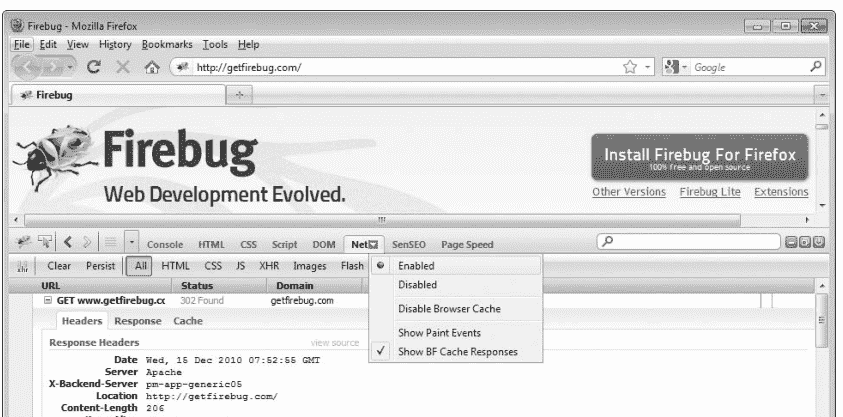 Firebug - Mozilla Firefox
File Edit View History Bookmarks Tools Help
http://getfirebug.com/ Google
Firebug
Firebug
Web Development Evolved.
Install Firebug For Firefox
100% free and open source
Other Versions Firebug Lite Extensions
Console HTML CSS Script DOM Net SenSEO Page Speed
Clear Persist All HTML CSS JS XHR Images Flash
Enabled
Disabled
Disable Browser Cache
Show Paint Events
Show BF Cache Responses
URL Status Domain
GET www.getfirebug.cc 302 Found getfirebug.com
Headers Response Cache
Response Headers view source
Date Wed, 15 Dec 2010 07:52:55 GMT
Server Apache
X-Backend-Server pm-app-generic05
Location http://getfirebug.com/
Content-Length 206